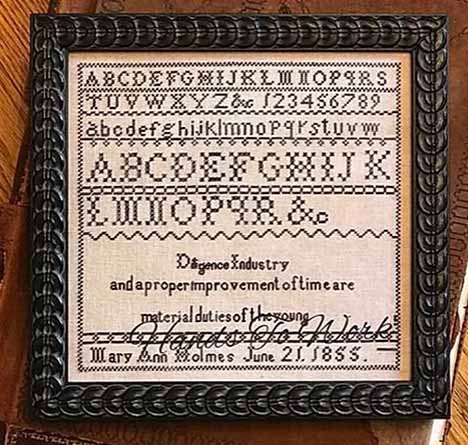 ABCDEFGHIJKLMNOPQRS
TUVWXYZ&c 123456789
abcdefghijklmnopqrstuvw
ABCDEFGHIJK
LMNOPQR&c
Diligence Industry
and a proper improvement of time are
material duties of the young
Hands To Work
Mary Ann Holmes June 21.1855.